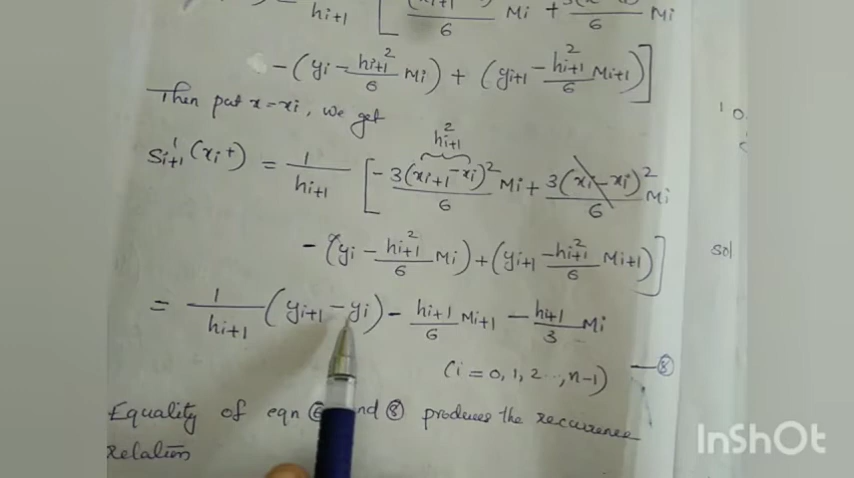 hi+1 [ 6 Mi + 6 Mi
-(yi - hi+1²/6 Mi) + (yi+1 - hi+1²/6 Mi+1)]
Then put x = xi, we get
hi+1²
S'i+1(xi+) = 1/hi+1 [-3(xi+1 - xi)²/6 Mi + 3(xi - xi)²/6 Mi
- (yi - hi+1²/6 Mi) + (yi+1 - hi+1²/6 Mi+1)]
sol
= 1/hi+1 (yi+1 - yi) - hi+1/6 Mi+1 - hi+1/3 Mi
(i = 0, 1, 2..., n-1) — ⑧
Equality of eqn and ⑧ produces the recurrence
relation
InShOt